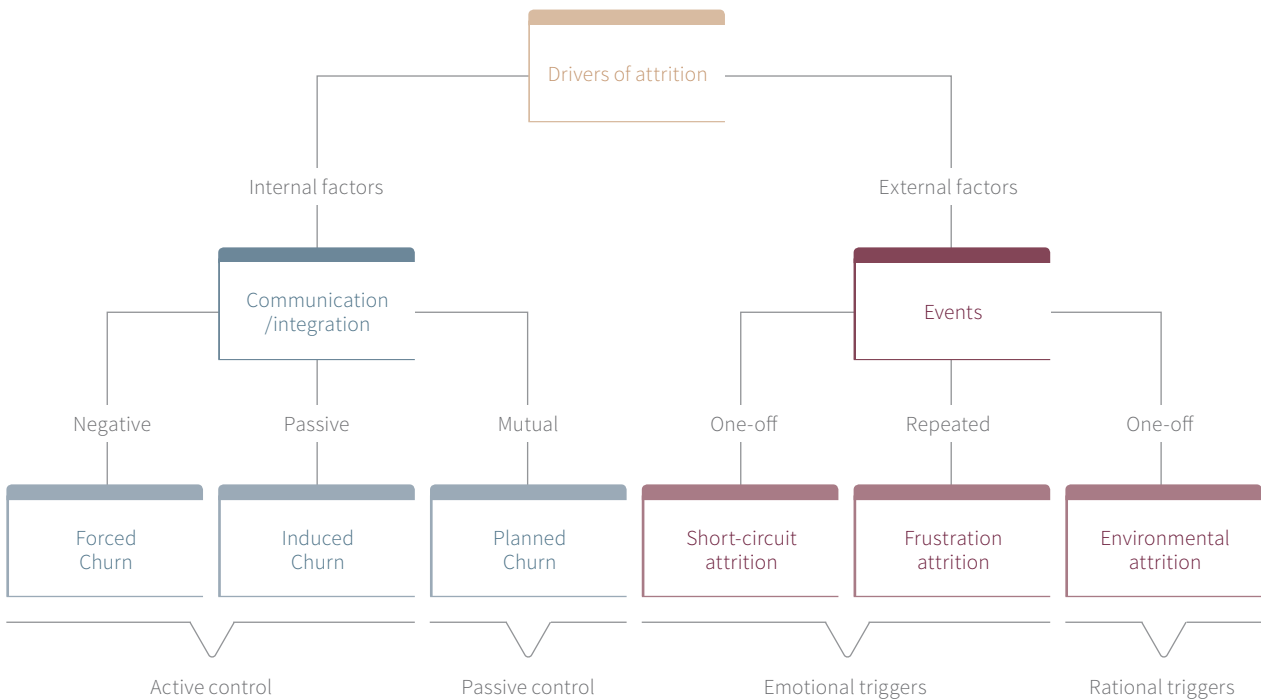 Drivers of attrition
Internal factors
External factors
Communication
/integration
Events
Negative
Passive
Mutual
One-off
Repeated
One-off
Forced
Churn
Induced
Churn
Planned
Churn
Short-circuit
attrition
Frustration
attrition
Environmental
attrition
Active control
Passive control
Emotional triggers
Rational triggers